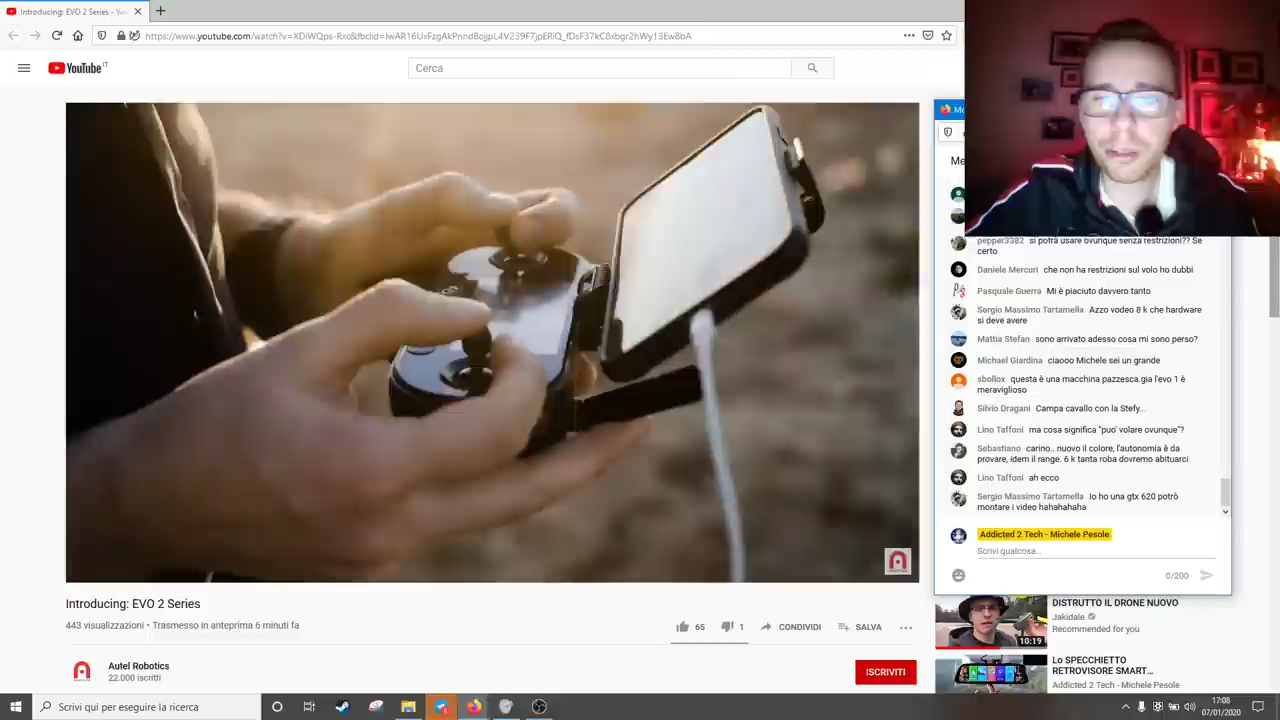 Introducing: EVO 2 Series - You
https://www.youtube.com/watch?v=XDiWQps-Rxc&fbclid=
YouTube IT
Cerca
Mo
Me
pepper3382 si potrà usare ovunque senza restrizioni?? Se
certo
Daniele Mercuri che non ha restrizioni sul volo ho dubbi
Pasquale Guerra Mi è piaciuto davvero tanto
Sergio Massimo Tartamella Azzo vodeo 8 k che hardware
si deve avere
Mattia Stefan sono arrivato adesso cosa mi sono perso?
Michael Giardina ciaooo Michele sei un grande
sbollox questa è una macchina pazzesca.gia l'evo 1 è
meraviglioso
Silvio Dragani Campa cavallo con la Stefy...
Lino Taffoni ma cosa significa "puo' volare ovunque"?
Sebastiano carino.. nuovo il colore, l'autonomia è da
provare, idem il range. 6 k tanta roba dovremo abituarci
Lino Taffoni ah ecco
Sergio Massimo Tartamella Io ho una gtx 620 potrò
montare i video hahahahaha
Addicted 2 Tech - Michele Pesole
Scrivi qualcosa...
0/200
Introducing: EVO 2 Series
443 visualizzazioni • Trasmesso in anteprima 6 minuti fa
65
1
CONDIVIDI
SALVA
Autel Robotics
22.000 iscritti
ISCRIVITI
DISTRUTTO IL DRONE NUOVO
Jakidale
Recommended for you
10:19
Lo SPECCHIETTO
RETROVISORE SMART...
Addicted 2 Tech - Michele Pesole
Scrivi qui per eseguire la ricerca
17:08
07/01/2020